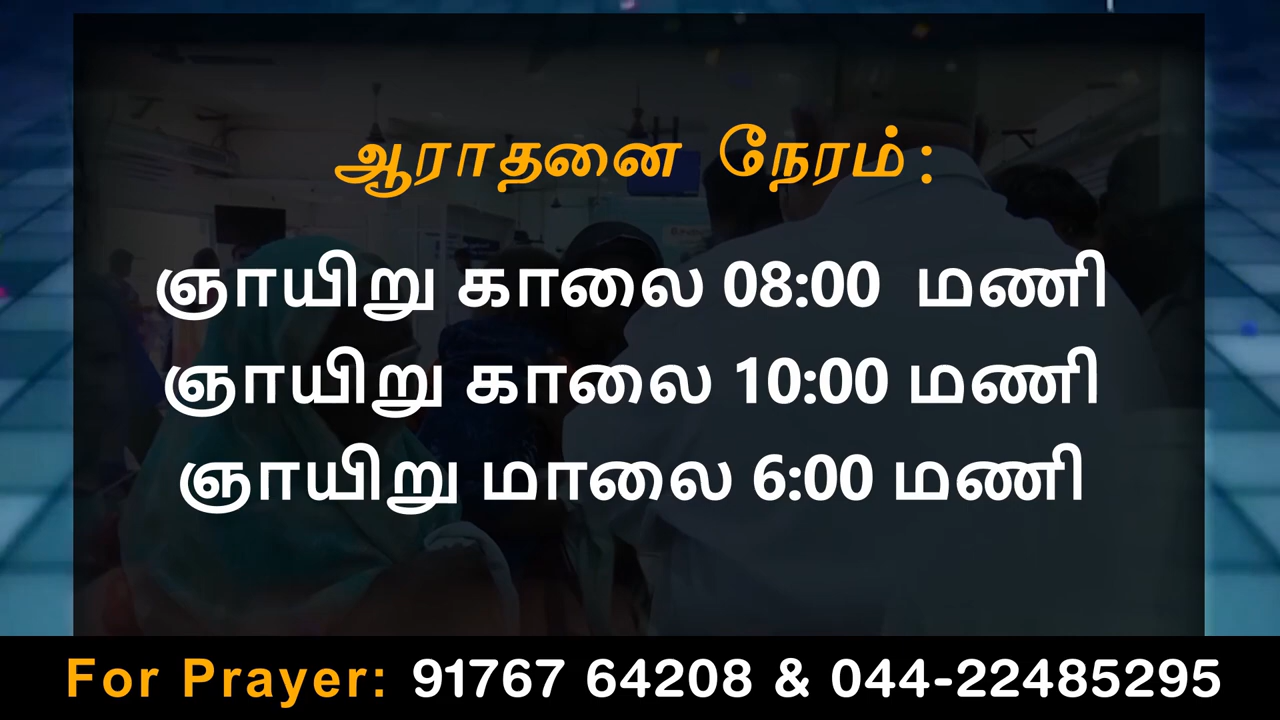 ஆராதனை நேரம்:
ஞாயிறு காலை 08:00 மணி
ஞாயிறு காலை 10:00 மணி
ஞாயிறு மாலை 6:00 மணி
For Prayer: 91767 64208 & 044-22485295